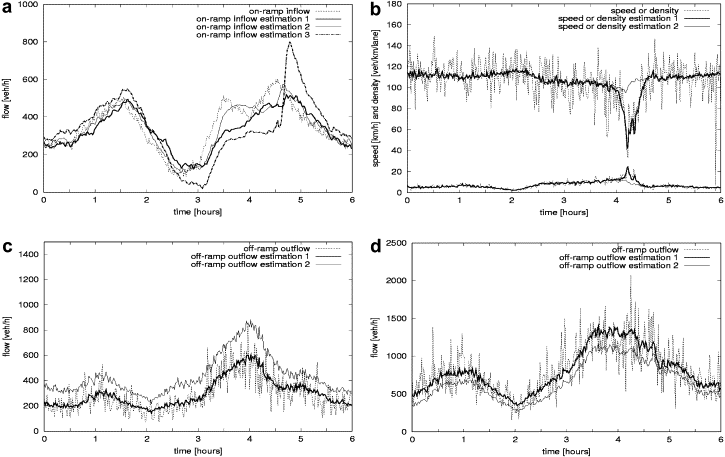 a
on-ramp inflow
on-ramp inflow estimation 1
on-ramp inflow estimation 2
on-ramp inflow estimation 3
1000
800
600
400
200
0
flow [veh/h]
0 1 2 3 4 5 6
time [hours]
b
speed or density
speed or density estimation 1
speed or density estimation 2
180
160
140
120
100
80
60
40
20
0
speed [km/h] and density [veh/km/lane]
0 1 2 3 4 5 6
time [hours]
c
off-ramp outflow
off-ramp outflow estimation 1
off-ramp outflow estimation 2
1400
1200
1000
800
600
400
200
0
flow [veh/h]
0 1 2 3 4 5 6
time [hours]
d
off-ramp outflow
off-ramp outflow estimation 1
off-ramp outflow estimation 2
2500
2000
1500
1000
500
0
flow [veh/h]
0 1 2 3 4 5 6
time [hours]